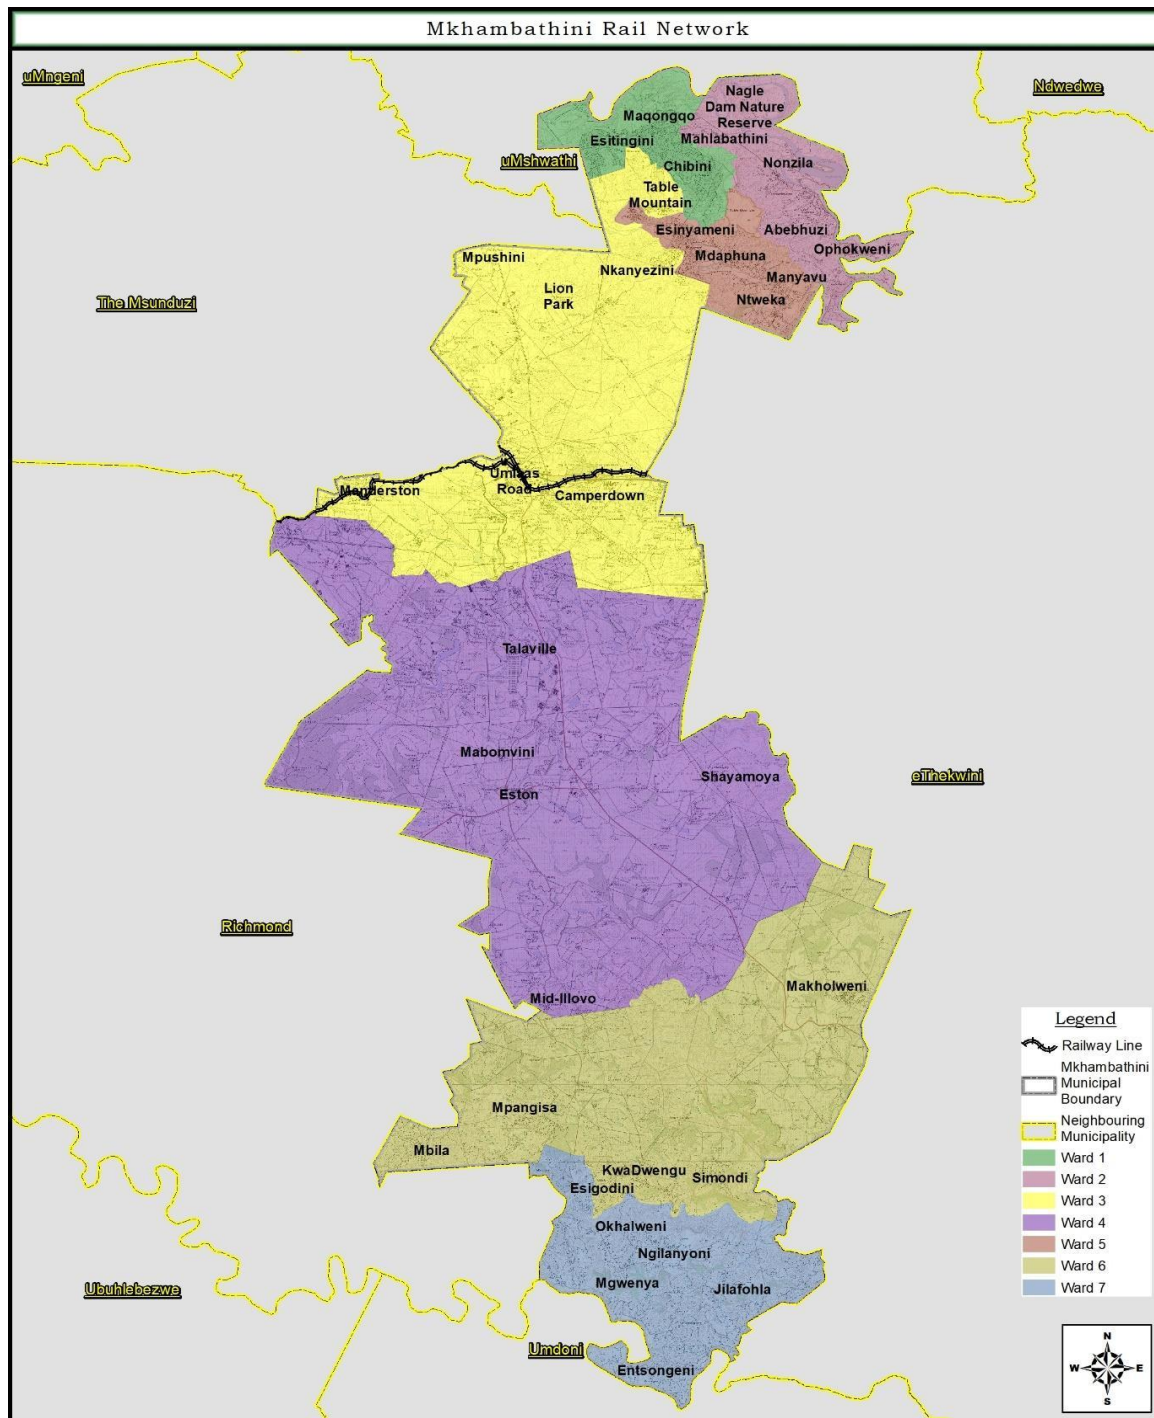 Mkhambathini Rail Network
uMngeni
Ndwedwe
Nagle
Dam Nature
Reserve
Maqongqo
Mahlabathini
Esitingini
uMshwathi
Chibini
Nonzila
Table
Mountain
Esinyameni
Abebhuzi
Ophokweni
Mpushini
Mdaphuna
Nkanyezini
Manyavu
Lion
Park
Ntweka
The Msunduzi
Umlaas
Road
Manderston
Camperdown
Talaville
Mabomvini
Shayamoya
eThekwini
Eston
Richmond
Makholweni
Mid-Illovo
Mpangisa
Mbila
KwaDwengu
Simondi
Esigodini
Okhalweni
Ngilanyoni
Mgwenya
Jilafohla
Ubuhlebezwe
Umdoni
Entsongeni
Legend
Railway Line
Mkhambathini
Municipal
Boundary
Neighbouring
Municipality
Ward 1
Ward 2
Ward 3
Ward 4
Ward 5
Ward 6
Ward 7
N
W
E
S